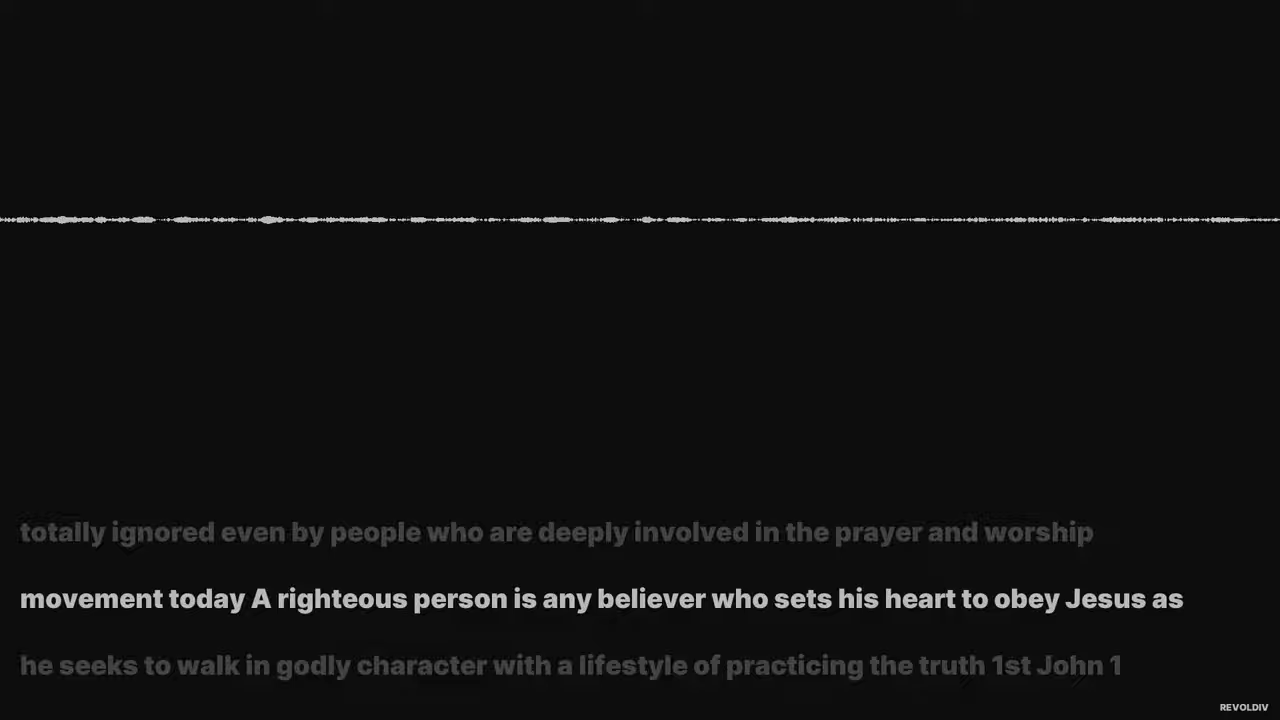 totally ignored even by people who are deeply involved in the prayer and worship
movement today A righteous person is any believer who sets his heart to obey Jesus as
he seeks to walk in godly character with a lifestyle of practicing the truth 1st John 1
REVOLDIV